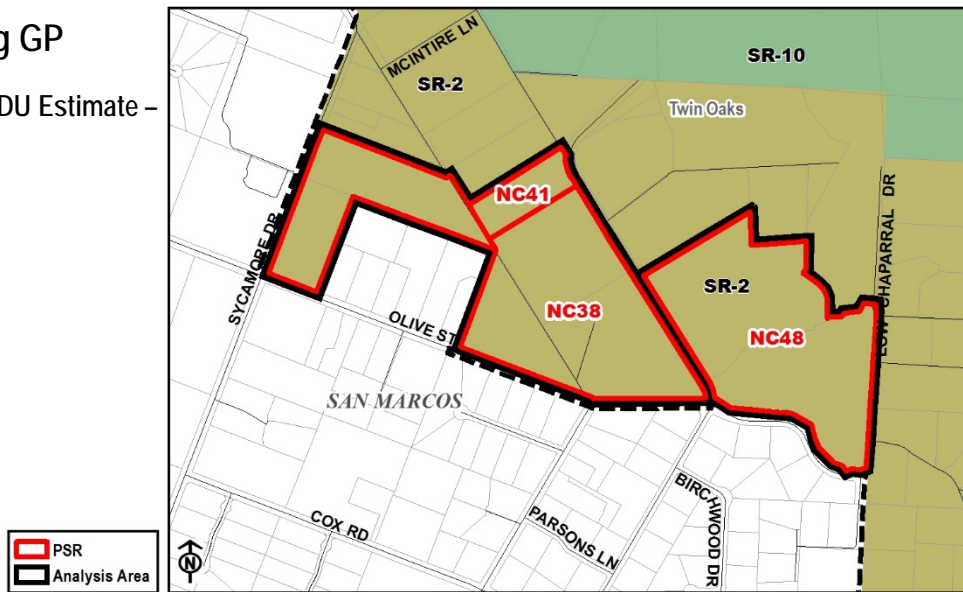 g GP
DU Estimate –
MCINTIRE LN
SR-10
SR-2
Twin Oaks
NC41
SYCAMORE DR
LOW CHAPARRAL DR
SR-2
NC38
NC48
OLIVE ST
SAN MARCOS
BIRCHWOOD DR
PARSONS LN
COX RD
PSR
Analysis Area
N